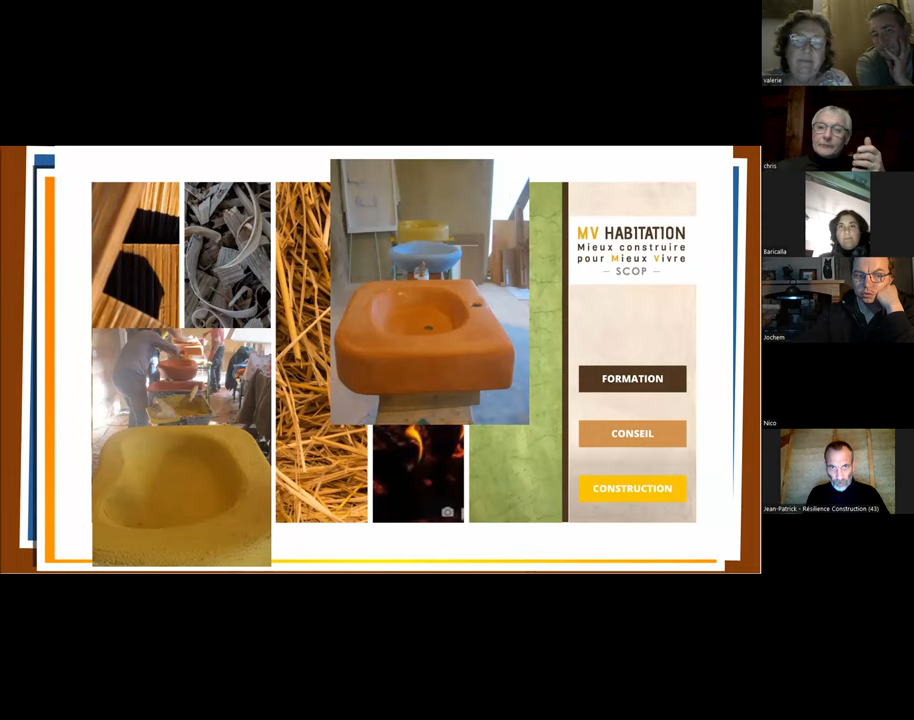 MV HABITATION
Mieux construire
pour Mieux Vivre
— SCOP —
FORMATION
CONSEIL
CONSTRUCTION
valerie
chris
Baricalla
Jochem
Nico
Jean-Patrick - Résilience Construction (43)